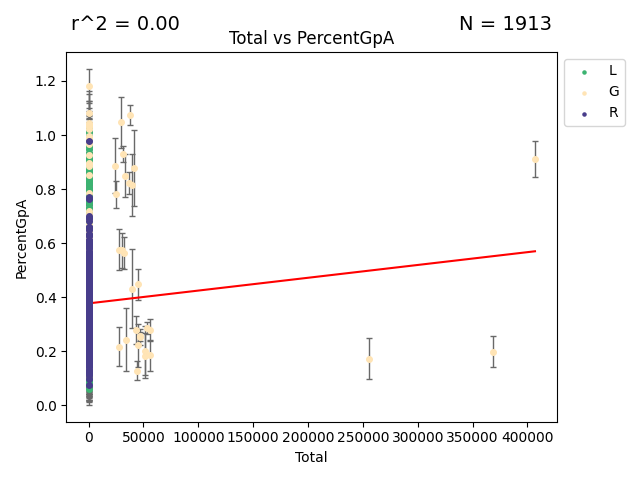 r^2 = 0.00
N = 1913
Total vs PercentGpA
PercentGpA
1.2
1.0
0.8
0.6
0.4
0.2
0.0
0
50000
100000
150000
200000
250000
300000
350000
400000
Total
L
G
R